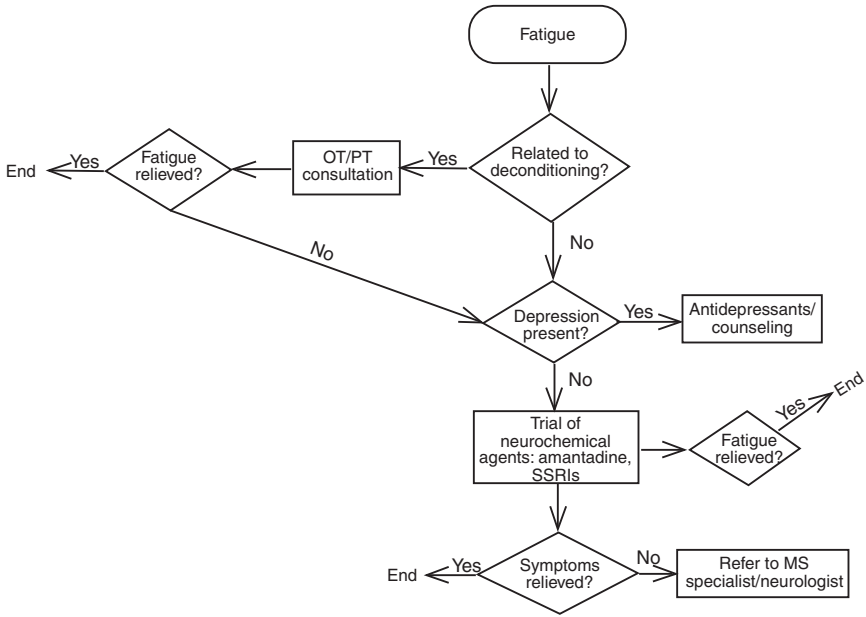 Fatigue
Related to
deconditioning?
Yes
OT/PT
consultation
Fatigue
relieved?
Yes
End
No
No
Depression
present?
Yes
Antidepressants/
counseling
No
Trial of
neurochemical
agents: amantadine,
SSRIs
Fatigue
relieved?
Yes
End
Symptoms
relieved?
Yes
End
No
Refer to MS
specialist/neurologist